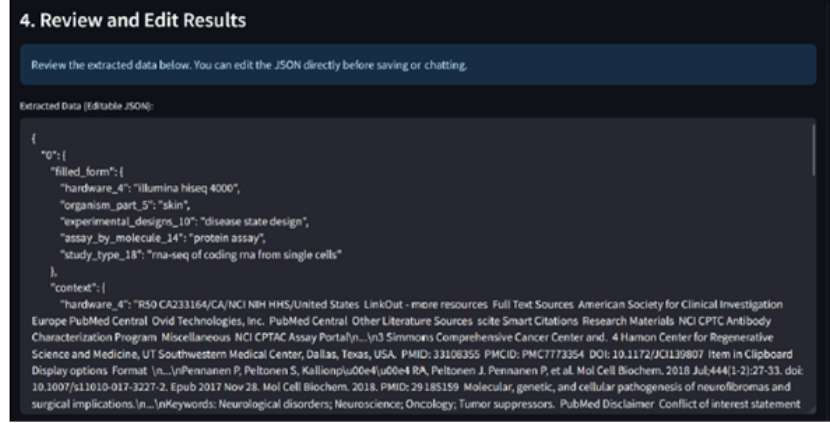 4. Review and Edit Results
Review the extracted data below. You can edit the JSON directly before saving or chatting.
Extracted Data (Editable JSON):
{
"0":{
"filled_form":{
"hardware_4": "illumina hiseq 4000",
"organism_part_5": "skin",
"experimental_designs_10": "disease state design",
"assay_by_molecule_14": "protein assay",
"study_type_18": "rna-seq of coding rna from single cells"
},
"context":{
"hardware_4": "R50 CA233164/CA/NCI NIH HHS/United States LinkOut - more resources Full Text Sources American Society for Clinical Investigation
Europe PubMed Central Ovid Technologies, Inc. PubMed Central Other Literature Sources scite Smart Citations Research Materials NCI CPTC Antibody
Characterization Program Miscellaneous NCI CPTAC Assay Portal\n...\n3 Simmons Comprehensive Cancer Center and. 4 Hamon Center for Regenerative
Science and Medicine, UT Southwestern Medical Center, Dallas, Texas, USA. PMID: 33108355 PMCID: PMC7773354 DOI: 10.1172/JCI139807 Item in Clipboard
Display options Format \n...\nPennanen P, Peltonen S, Kallionp\u00e4\u00e4 RA, Peltonen J. Pennanen P, et al. Mol Cell Biochem. 2018 Jul;444(1-2):27-33. doi:
10.1007/s11010-017-3227-2. Epub 2017 Nov 28. Mol Cell Biochem. 2018. PMID: 29185159 Molecular, genetic, and cellular pathogenesis of neurofibromas and
surgical implications.\n...\nKeywords: Neurological disorders; Neuroscience; Oncology; Tumor suppressors. PubMed Disclaimer Conflict of interest statement